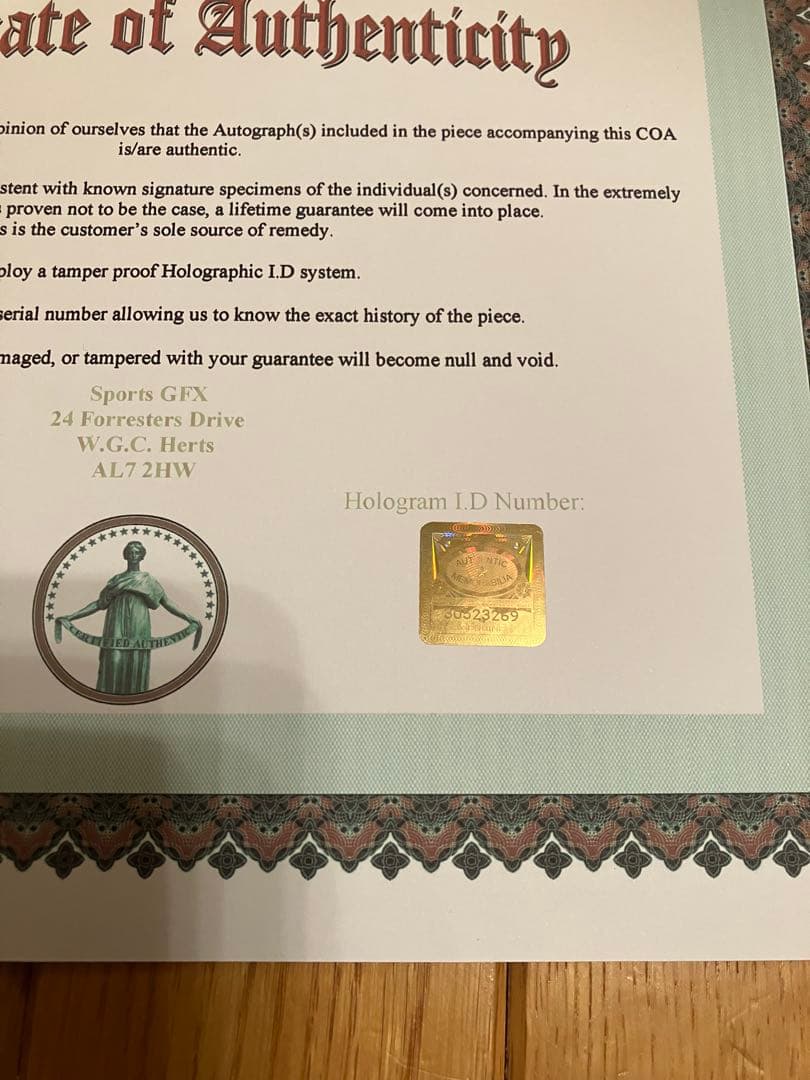 ate of Authenticity
pinion of ourselves that the Autograph(s) included in the piece accompanying this COA
is/are authentic.
stent with known signature specimens of the individual(s) concerned. In the extremely
proven not to be the case, a lifetime guarantee will come into place.
s is the customer's sole source of remedy.
ploy a tamper proof Holographic I.D system.
serial number allowing us to know the exact history of the piece.
maged, or tampered with your guarantee will become null and void.
Sports GFX
24 Forresters Drive
W.G.C. Herts
AL7 2HW
Hologram I.D Number:
AUTHENTIC
MEMORABILIA
30523269
CERTIFIED AUTHENTIC